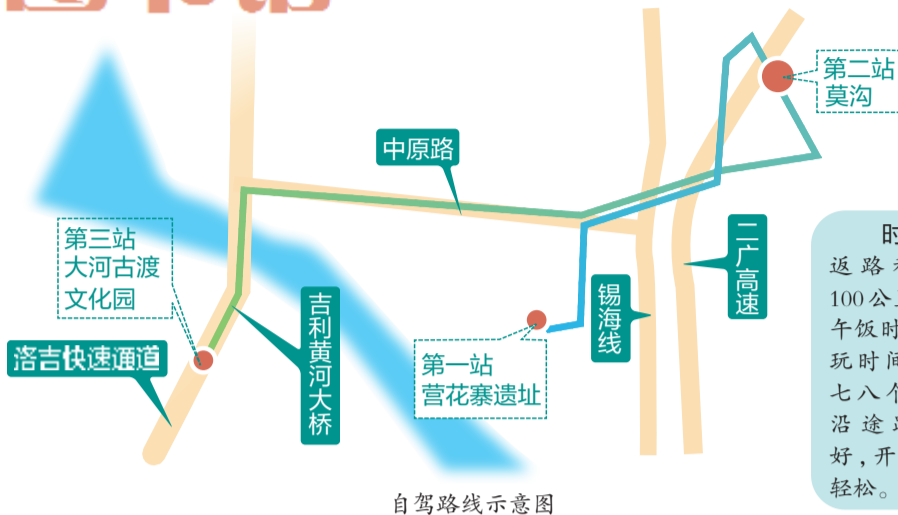 第二站
莫沟
中原路
第三站
大河古渡
文化园
二广高速
锡海线
吉利黄河大桥
洛吉快速通道
第一站
营花寨遗址
返路
100公
午饭时
玩时间
七八个
沿途
好，开
轻松。
自驾路线示意图